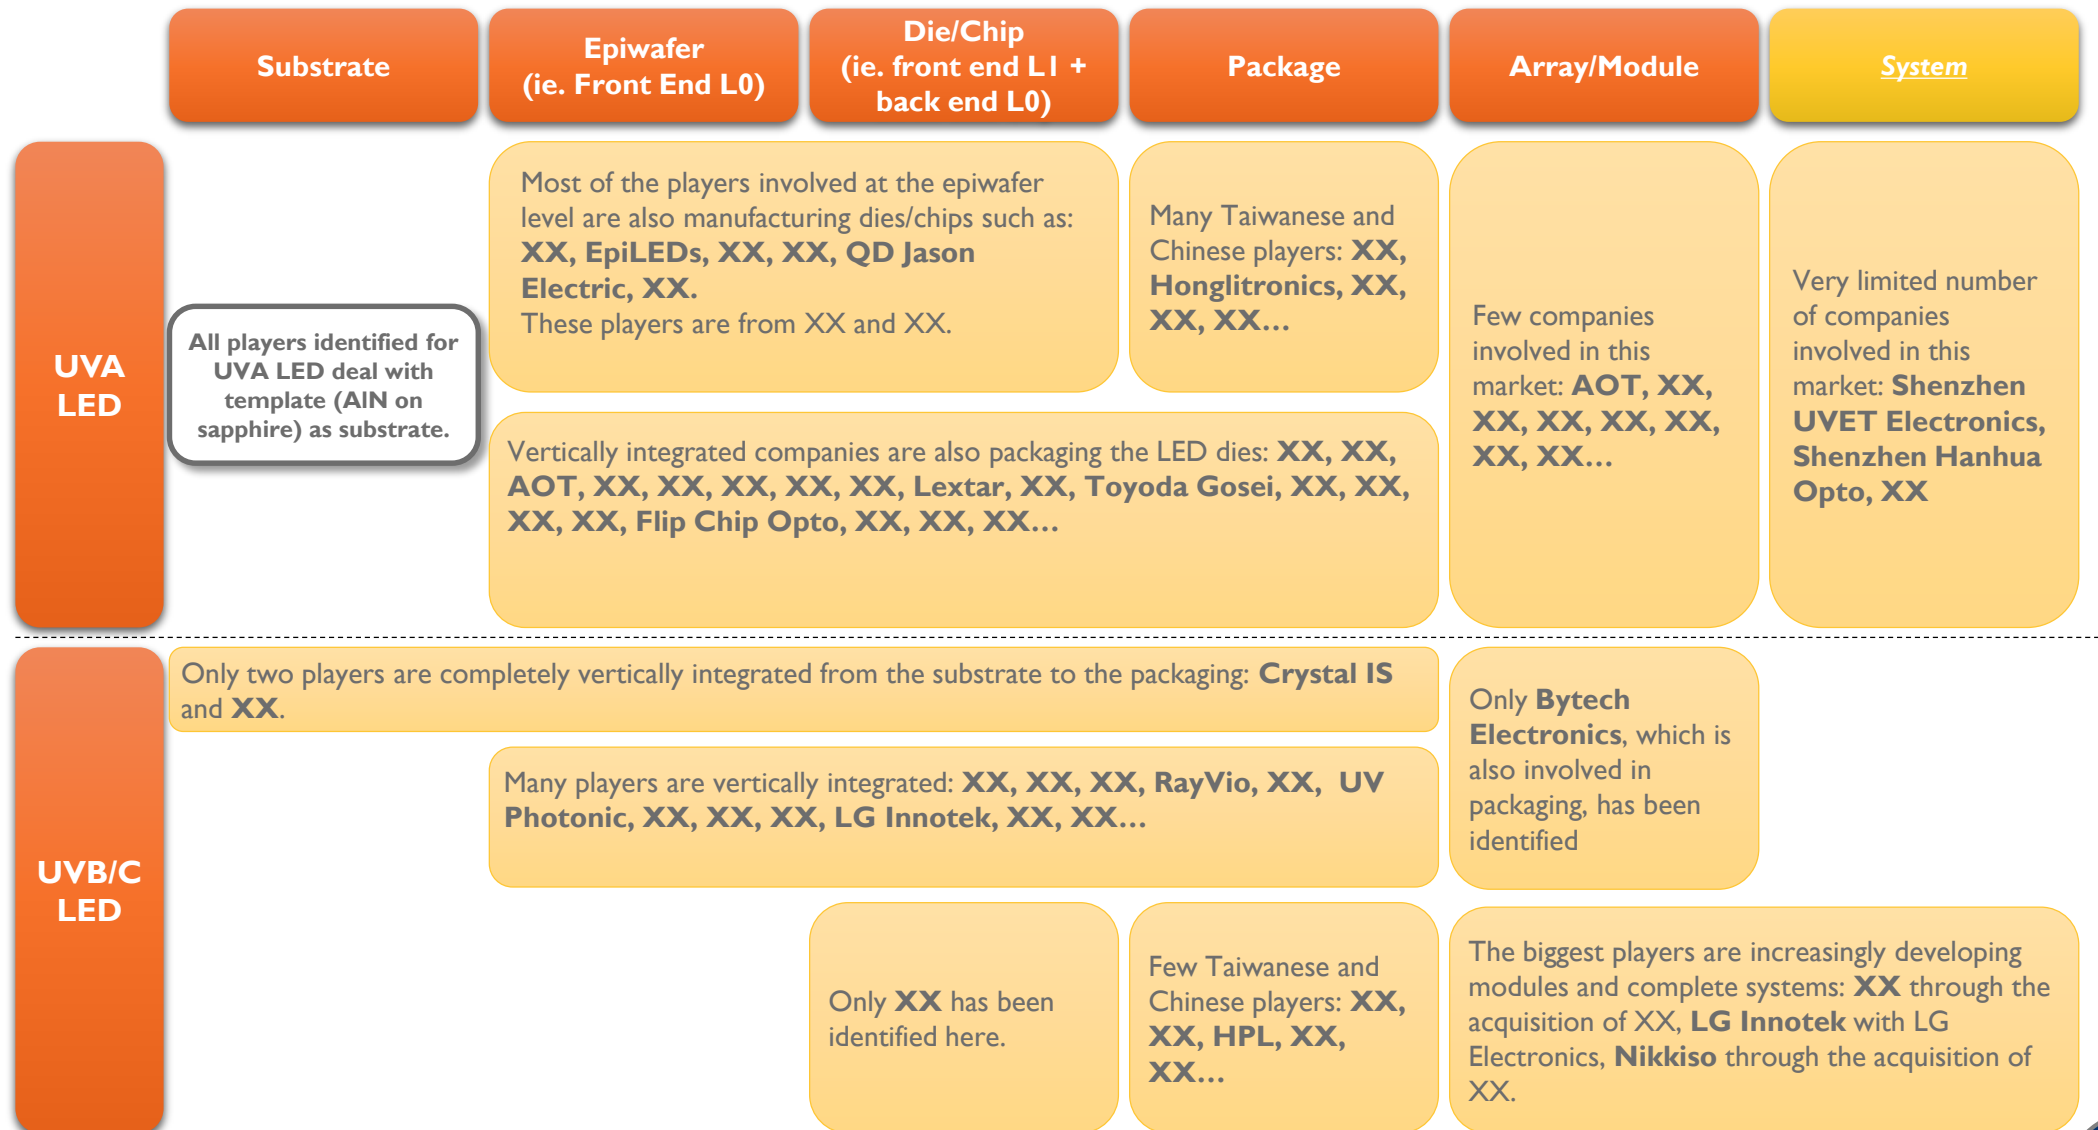 Substrate
Epiwafer
(ie. Front End L0)
Die/Chip
(ie. front end L1 +
back end L0)
Package
Array/Module
System
UVA
LED
All players identified for
UVA LED deal with
template (AlN on
sapphire) as substrate.
Most of the players involved at the epiwafer
level are also manufacturing dies/chips such as:
XX, EpiLEDs, XX, XX, QD Jason
Electric, XX.
These players are from XX and XX.
Many Taiwanese and
Chinese players: XX,
Honglitronics, XX,
XX, XX…
Vertically integrated companies are also packaging the LED dies: XX, XX,
AOT, XX, XX, XX, XX, XX, Lextar, XX, Toyoda Gosei, XX, XX,
XX, XX, Flip Chip Opto, XX, XX, XX…
Few companies
involved in this
market: AOT, XX,
XX, XX, XX, XX,
XX, XX…
Very limited number
of companies
involved in this
market: Shenzhen
UVET Electronics,
Shenzhen Hanhua
Opto, XX
UVB/C
LED
Only two players are completely vertically integrated from the substrate to the packaging: Crystal IS
and XX.
Many players are vertically integrated: XX, XX, XX, RayVio, XX, UV
Photonic, XX, XX, XX, LG Innotek, XX, XX…
Only Bytech
Electronics, which is
also involved in
packaging, has been
identified
Only XX has been
identified here.
Few Taiwanese and
Chinese players: XX,
XX, HPL, XX,
XX…
The biggest players are increasingly developing
modules and complete systems: XX through the
acquisition of XX, LG Innotek with LG
Electronics, Nikkiso through the acquisition of
XX.